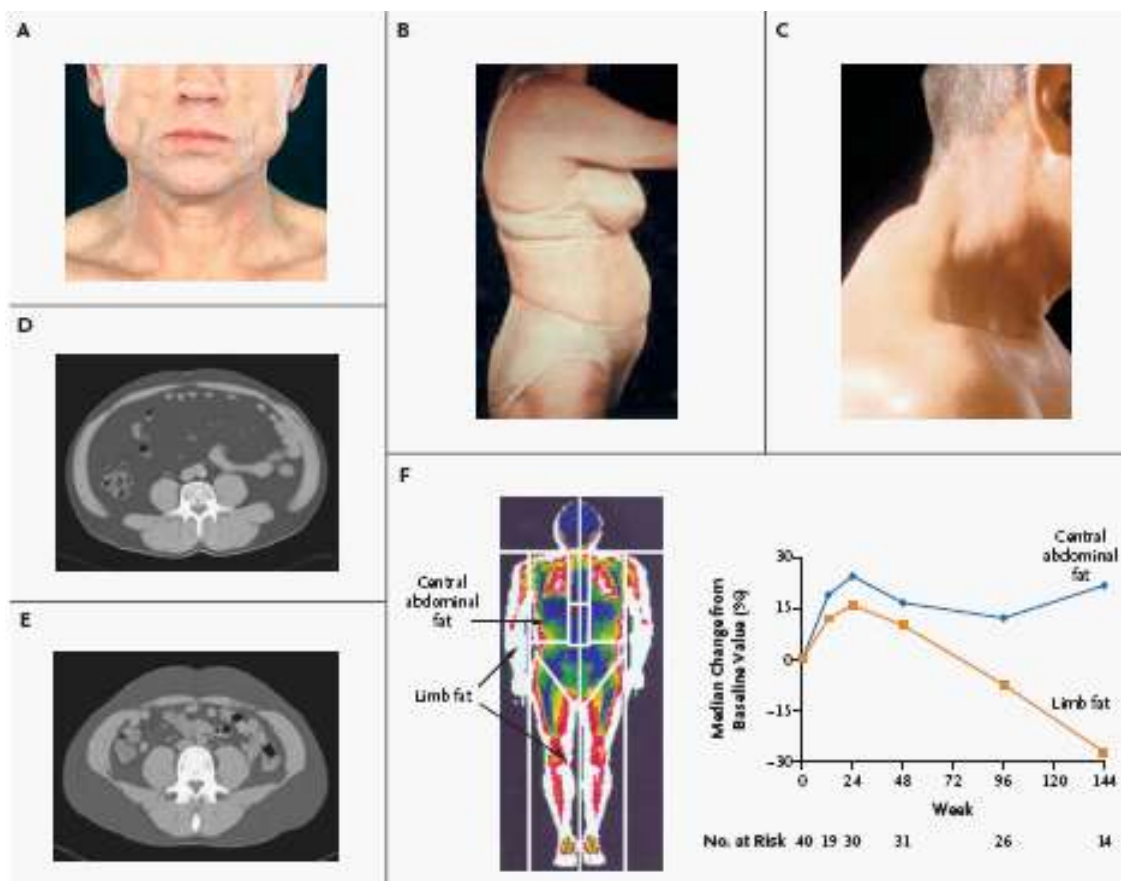 A
B
C
D
E
F
Central
abdominal
fat
Limb fat
Median Change from
Baseline Value (%)
30
15
0
−15
−30
Central
abdominal
fat
Limb fat
0 24 48 72 96 120 144
Week
No. at Risk 40 19 30 31 26 14